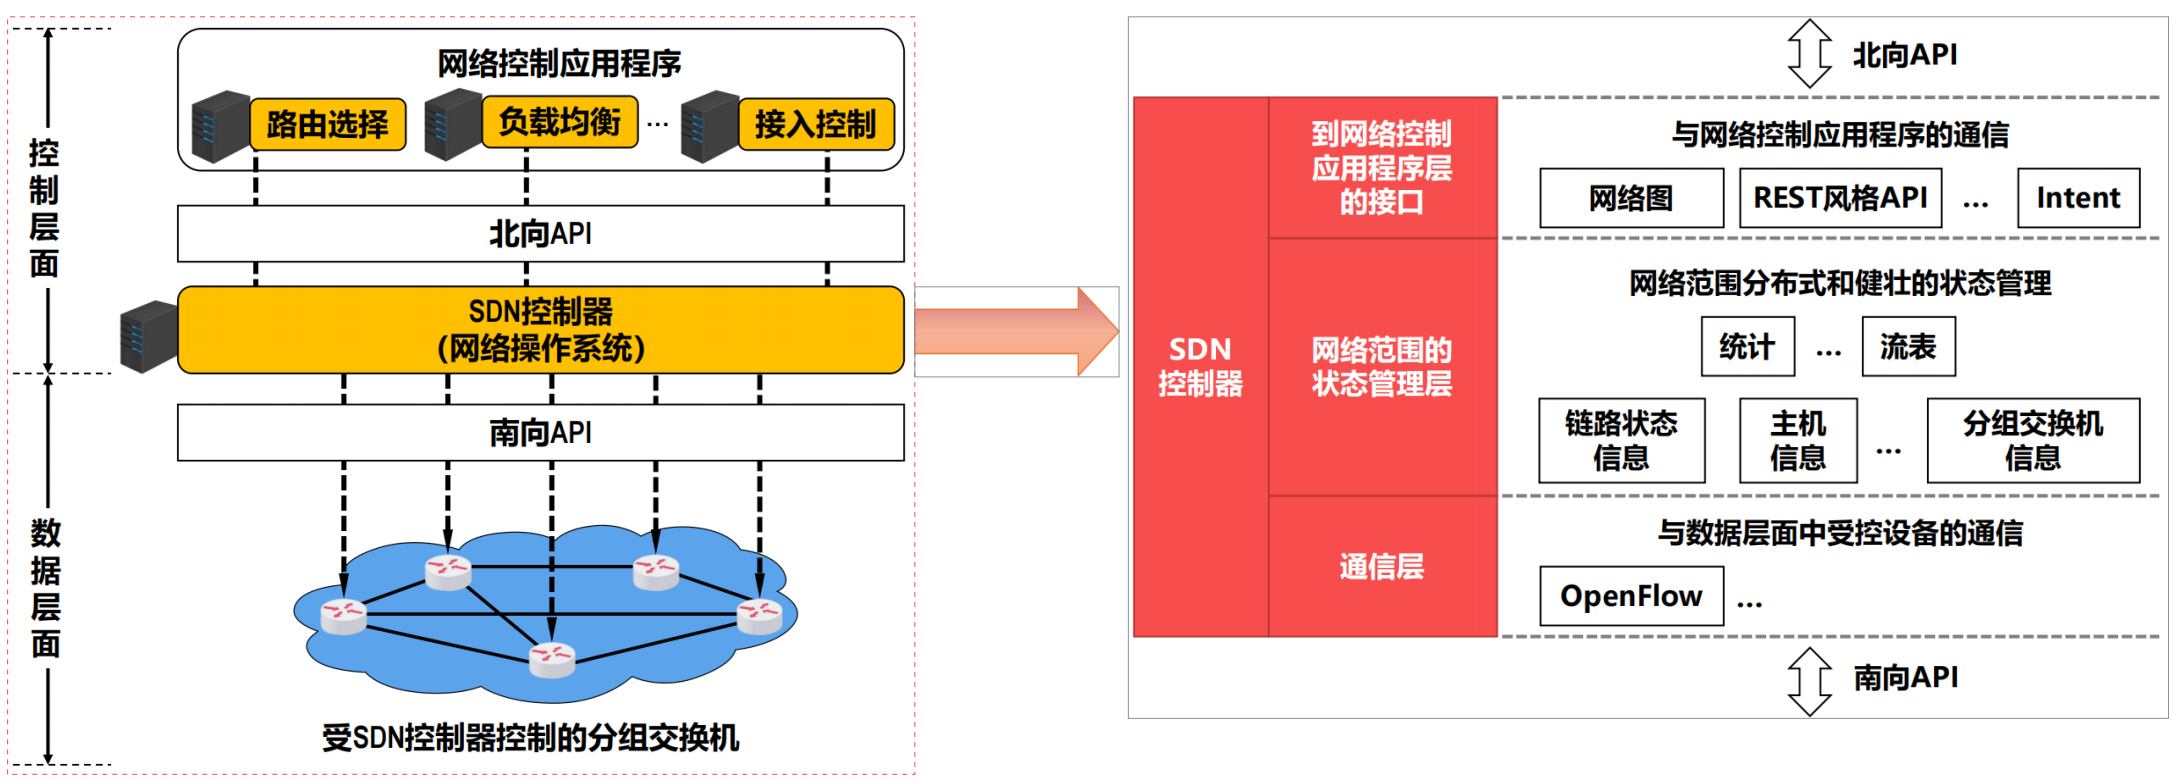 控制层面
数据层面
网络控制应用程序
路由选择
负载均衡
...
接入控制
北向API
SDN控制器
(网络操作系统)
南向API
受SDN控制器控制的分组交换机
北向API
SDN
控制器
到网络控制
应用程序层
的接口
与网络控制应用程序的通信
网络图
REST风格API
...
Intent
网络范围的
状态管理层
网络范围分布式和健壮的状态管理
统计
...
流表
链路状态
信息
主机
信息
...
分组交换机
信息
通信层
与数据层面中受控设备的通信
OpenFlow
...
南向API